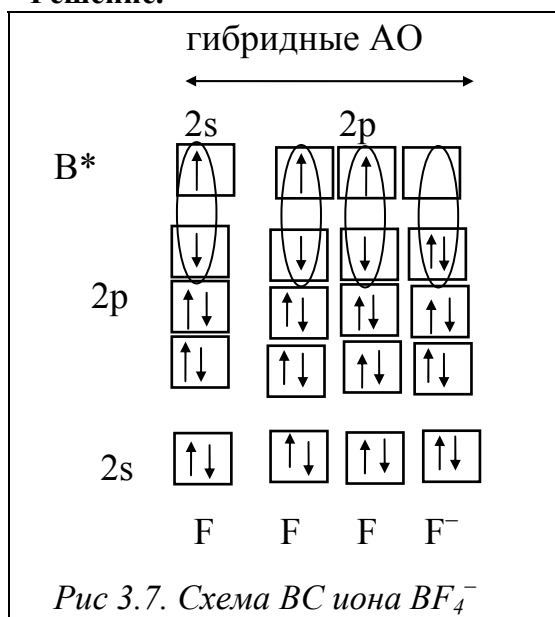 Решение.
гибридные АО
2s 2p
B*
2p
2s
F F F F⁻
Рис 3.7. Схема ВС иона BF₄⁻